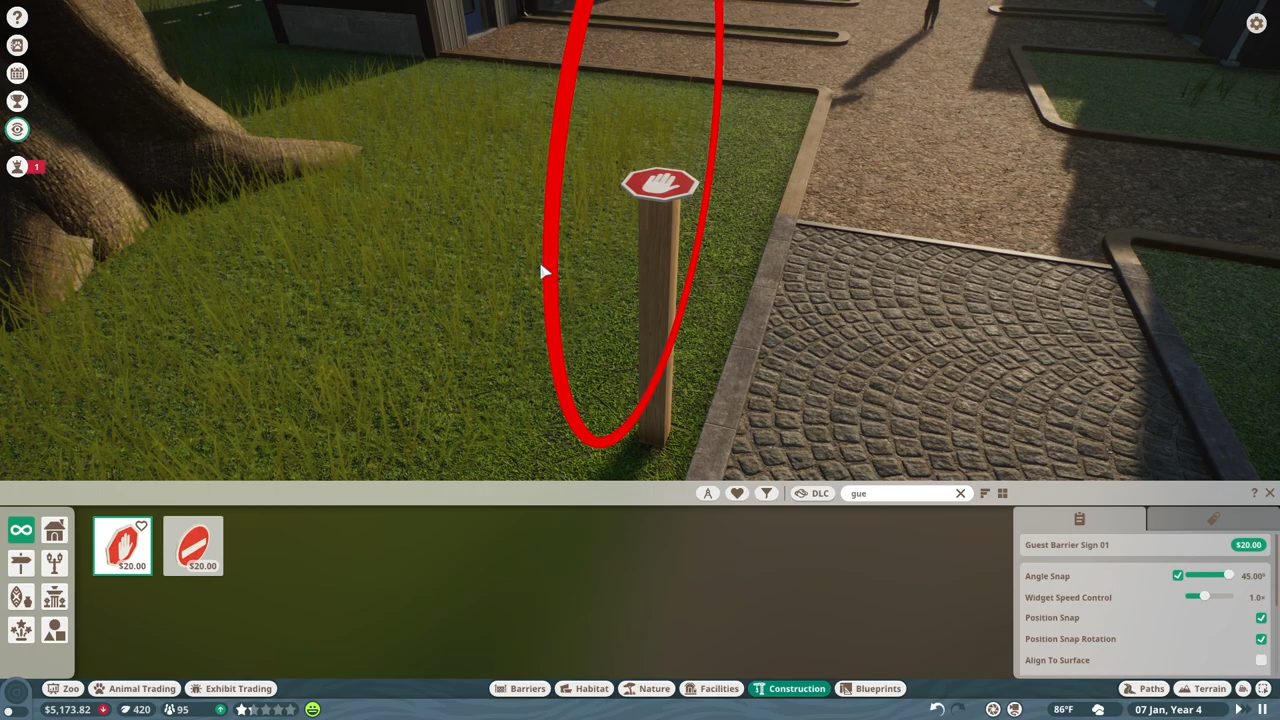 ?
1
DLC
gue
?
$20.00
$20.00
Guest Barrier Sign 01
$20.00
Angle Snap
45.00°
Widget Speed Control
1.0×
Position Snap
Position Snap Rotation
Align To Surface
Zoo
Animal Trading
Exhibit Trading
Barriers
Habitat
Nature
Facilities
Construction
Blueprints
Paths
Terrain
$5,173.82
420
95
86°F
07 Jan, Year 4